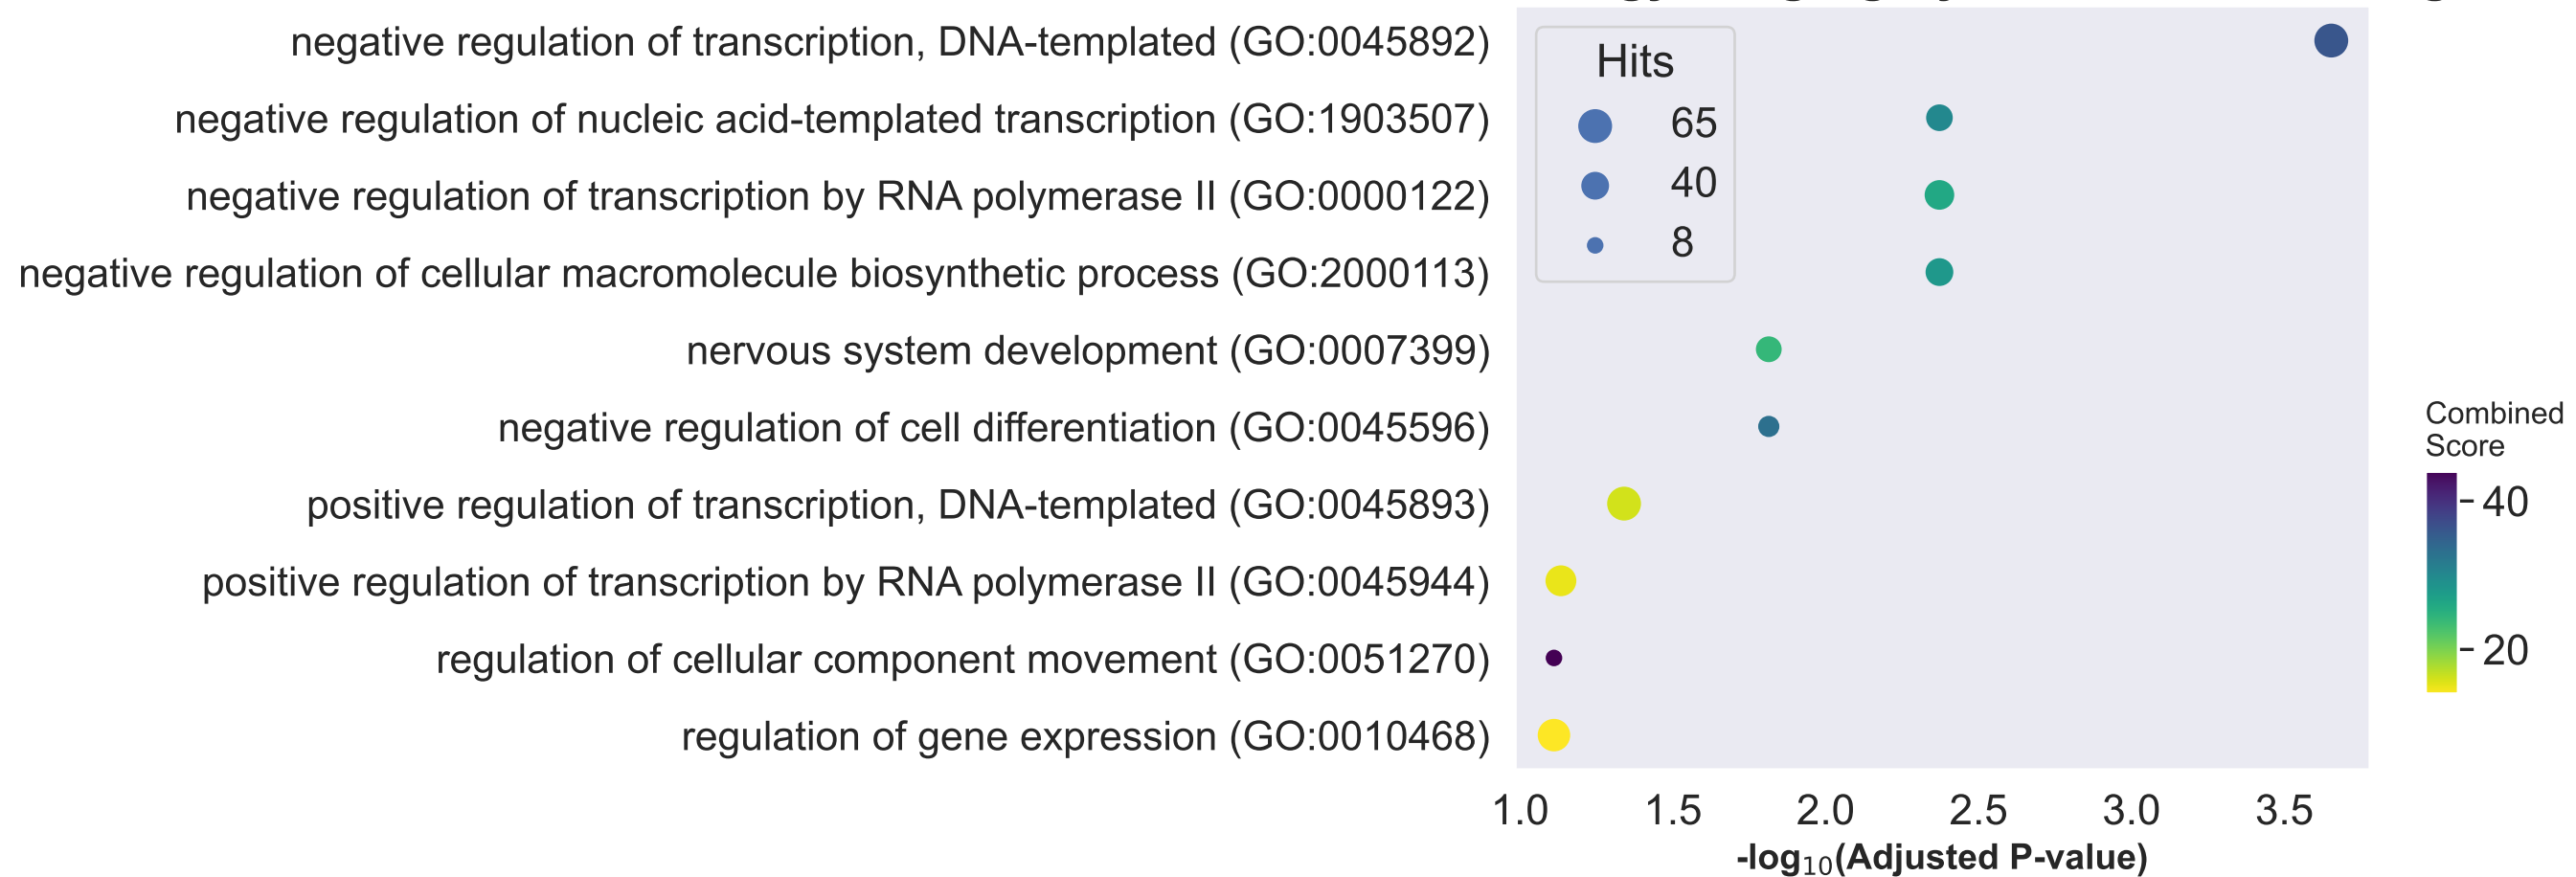 negative regulation of transcription, DNA-templated (GO:0045892)
negative regulation of nucleic acid-templated transcription (GO:1903507)
negative regulation of transcription by RNA polymerase II (GO:0000122)
negative regulation of cellular macromolecule biosynthetic process (GO:2000113)
nervous system development (GO:0007399)
negative regulation of cell differentiation (GO:0045596)
positive regulation of transcription, DNA-templated (GO:0045893)
positive regulation of transcription by RNA polymerase II (GO:0045944)
regulation of cellular component movement (GO:0051270)
regulation of gene expression (GO:0010468)
Hits
65
40
8
Combined
Score
40
20
1.0 1.5 2.0 2.5 3.0 3.5
-log₁₀(Adjusted P-value)